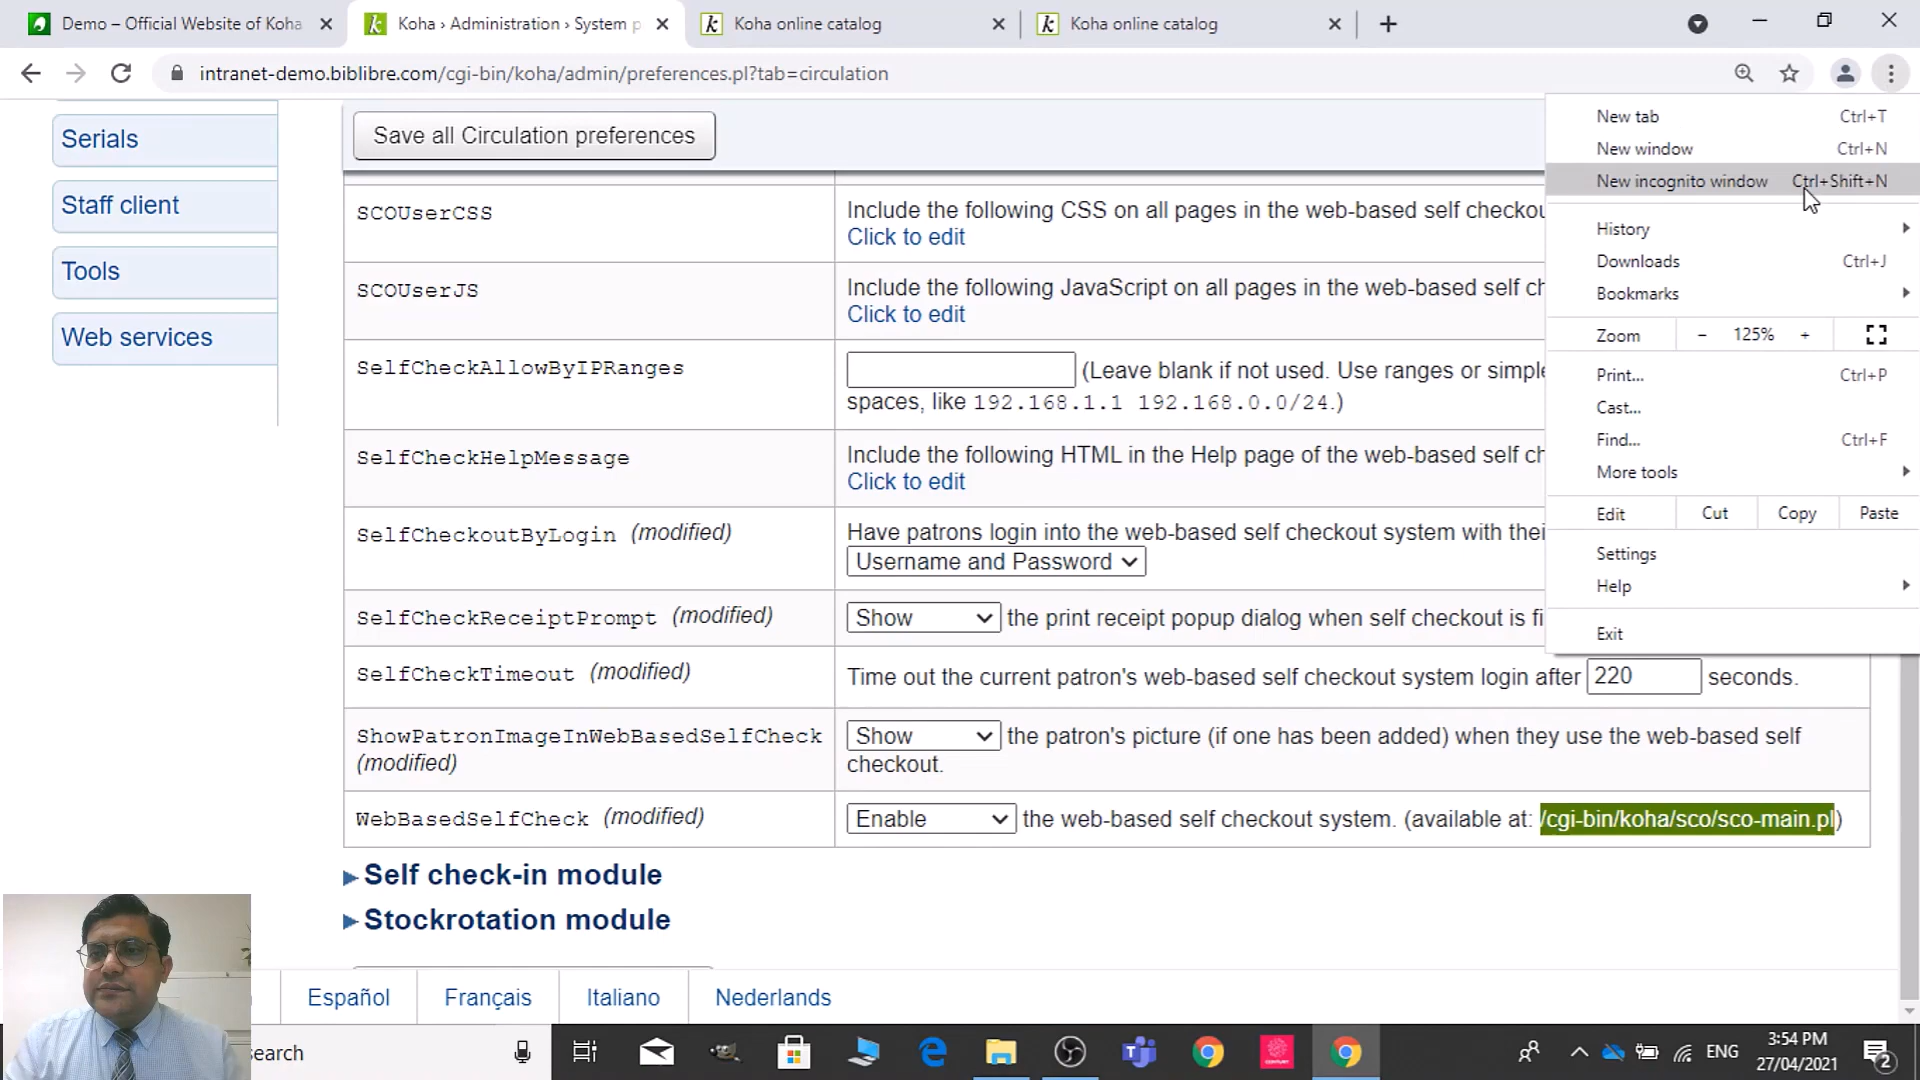 Demo – Official Website of Koha
Koha › Administration › System p
Koha online catalog
Koha online catalog
intranet-demo.biblibre.com/cgi-bin/koha/admin/preferences.pl?tab=circulation
Serials
Staff client
Tools
Web services
Save all Circulation preferences
SCOUserCSS
Include the following CSS on all pages in the web-based self checkou
Click to edit
SCOUserJS
Include the following JavaScript on all pages in the web-based self ch
Click to edit
SelfCheckAllowByIPRanges
(Leave blank if not used. Use ranges or simple
spaces, like 192.168.1.1 192.168.0.0/24.)
SelfCheckHelpMessage
Include the following HTML in the Help page of the web-based self ch
Click to edit
SelfCheckoutByLogin (modified)
Have patrons login into the web-based self checkout system with thei
Username and Password
SelfCheckReceiptPrompt (modified)
Show the print receipt popup dialog when self checkout is fi
SelfCheckTimeout (modified)
Time out the current patron's web-based self checkout system login after 220 seconds.
ShowPatronImageInWebBasedSelfCheck
(modified)
Show the patron's picture (if one has been added) when they use the web-based self
checkout.
WebBasedSelfCheck (modified)
Enable the web-based self checkout system. (available at: /cgi-bin/koha/sco/sco-main.pl)
Self check-in module
Stockrotation module
Español
Français
Italiano
Nederlands
New tab Ctrl+T
New window Ctrl+N
New incognito window Ctrl+Shift+N
History
Downloads Ctrl+J
Bookmarks
Zoom - 125% +
Print... Ctrl+P
Cast...
Find... Ctrl+F
More tools
Edit Cut Copy Paste
Settings
Help
Exit
search
ENG
3:54 PM
27/04/2021
2